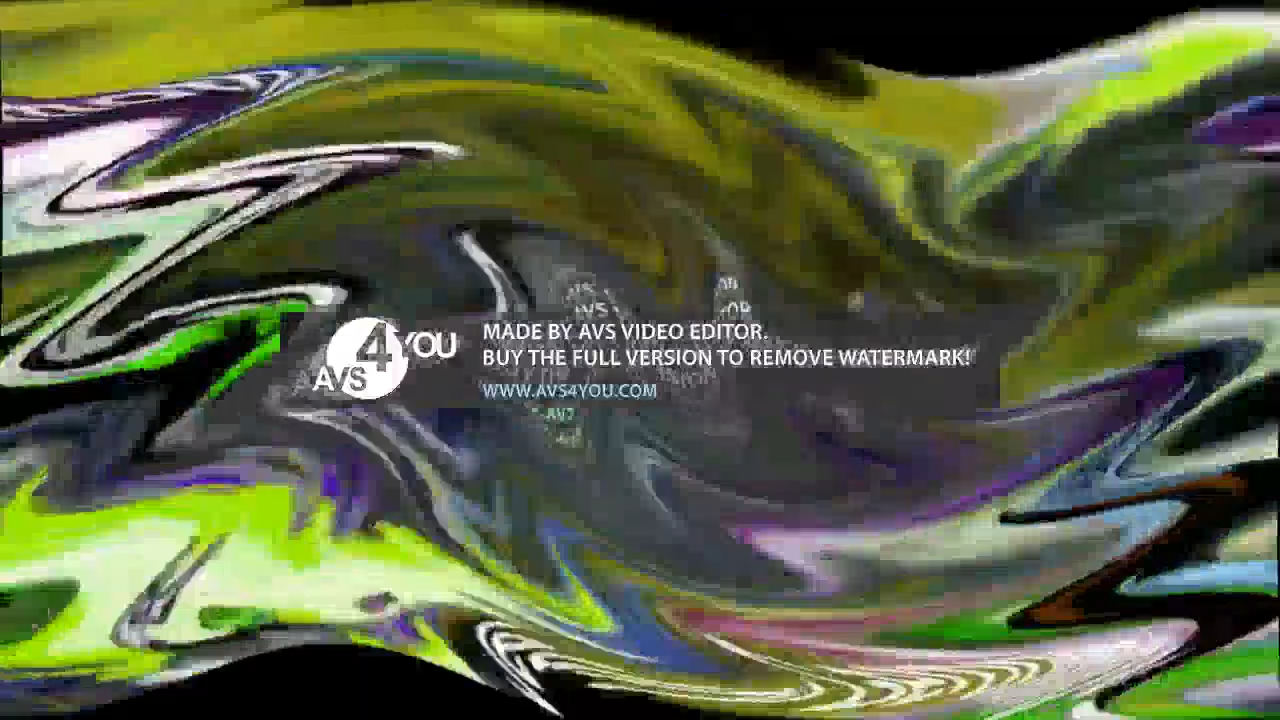 AVS4YOU
MADE BY AVS VIDEO EDITOR.
BUY THE FULL VERSION TO REMOVE WATERMARK!
WWW.AVS4YOU.COM